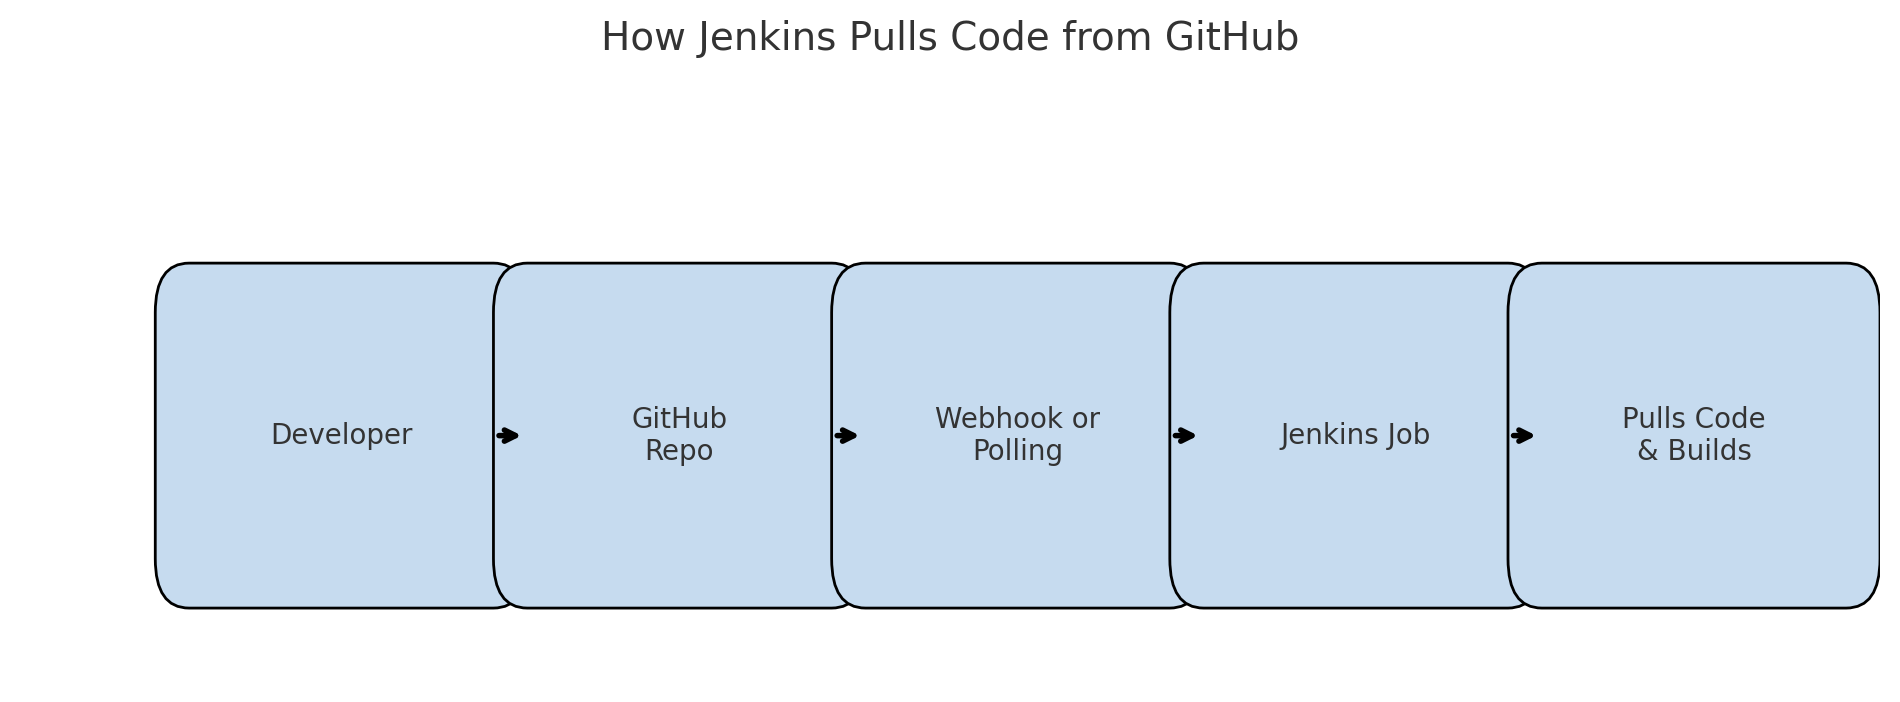 How Jenkins Pulls Code from GitHub
Developer
GitHub
Repo
Webhook or
Polling
Jenkins Job
Pulls Code
& Builds